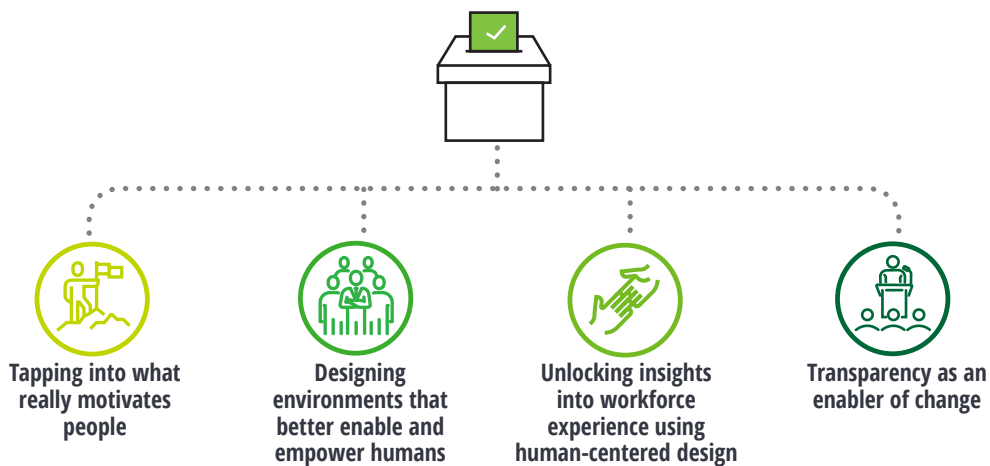 Tapping into what
really motivates
people
Designing
environments that
better enable and
empower humans
Unlocking insights
into workforce
experience using
human-centered design
Transparency as an
enabler of change